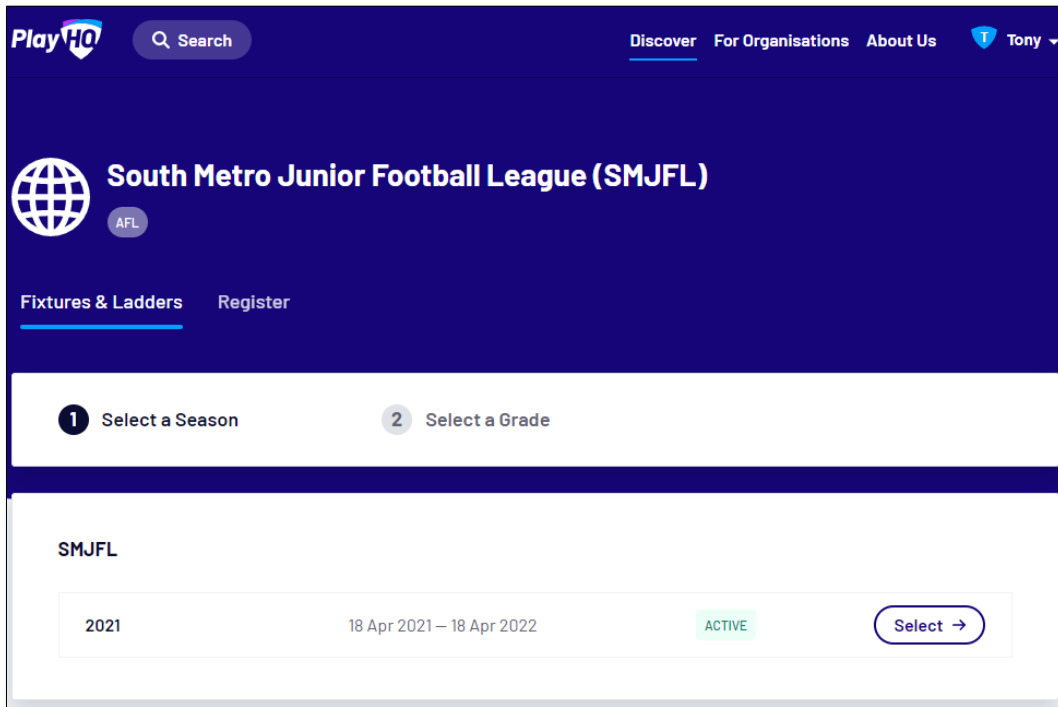 PlayHQ Search Discover For Organisations About Us T Tony
South Metro Junior Football League (SMJFL)
AFL
Fixtures & Ladders Register
1 Select a Season 2 Select a Grade
SMJFL
2021 18 Apr 2021 – 18 Apr 2022 ACTIVE Select →